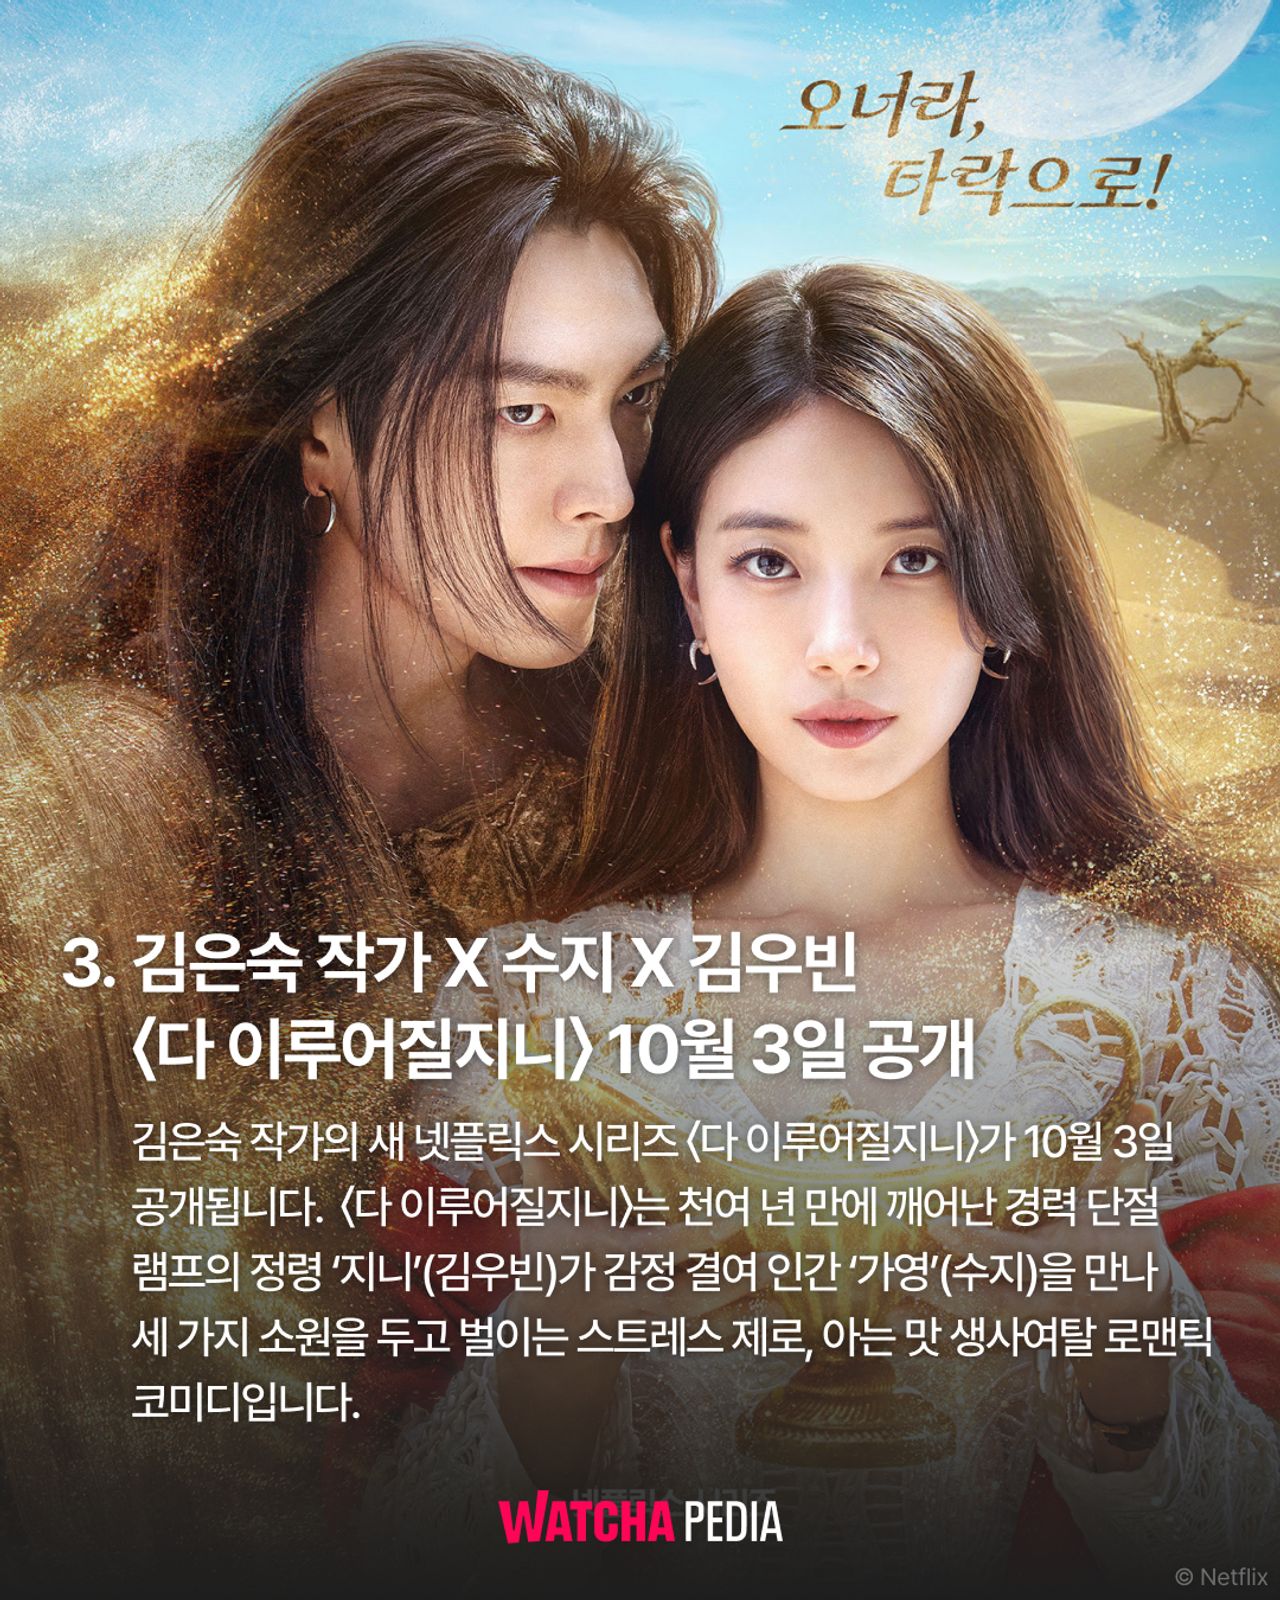 오너라,
타락으로!
3. 김은숙 작가 X 수지 X 김우빈
〈다 이루어질지니〉 10월 3일 공개
김은숙 작가의 새 넷플릭스 시리즈 〈다 이루어질지니〉가 10월 3일
공개됩니다. 〈다 이루어질지니〉는 천여 년 만에 깨어난 경력 단절
램프의 정령 ‘지니’(김우빈)가 감정 결여 인간 ‘가영’(수지)을 만나
세 가지 소원을 두고 벌이는 스트레스 제로, 아는 맛 생사여탈 로맨틱
코미디입니다.
넷플릭스 시리즈
WATCHA PEDIA
© Netflix